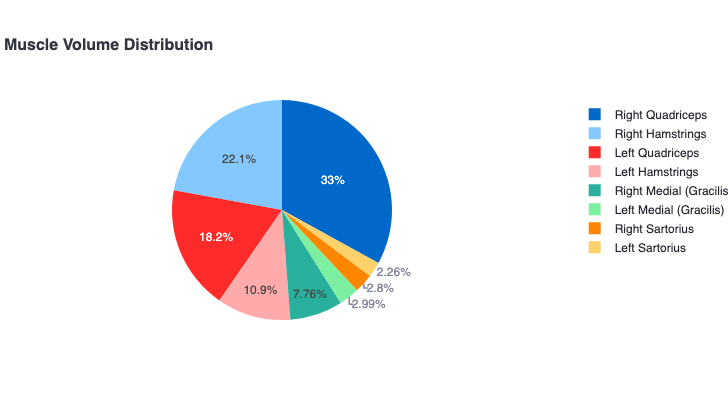 Muscle Volume Distribution
22.1%
33%
18.2%
10.9%
7.76%
2.26%
2.8%
2.99%
Right Quadriceps
Right Hamstrings
Left Quadriceps
Left Hamstrings
Right Medial (Gracilis
Left Medial (Gracilis)
Right Sartorius
Left Sartorius